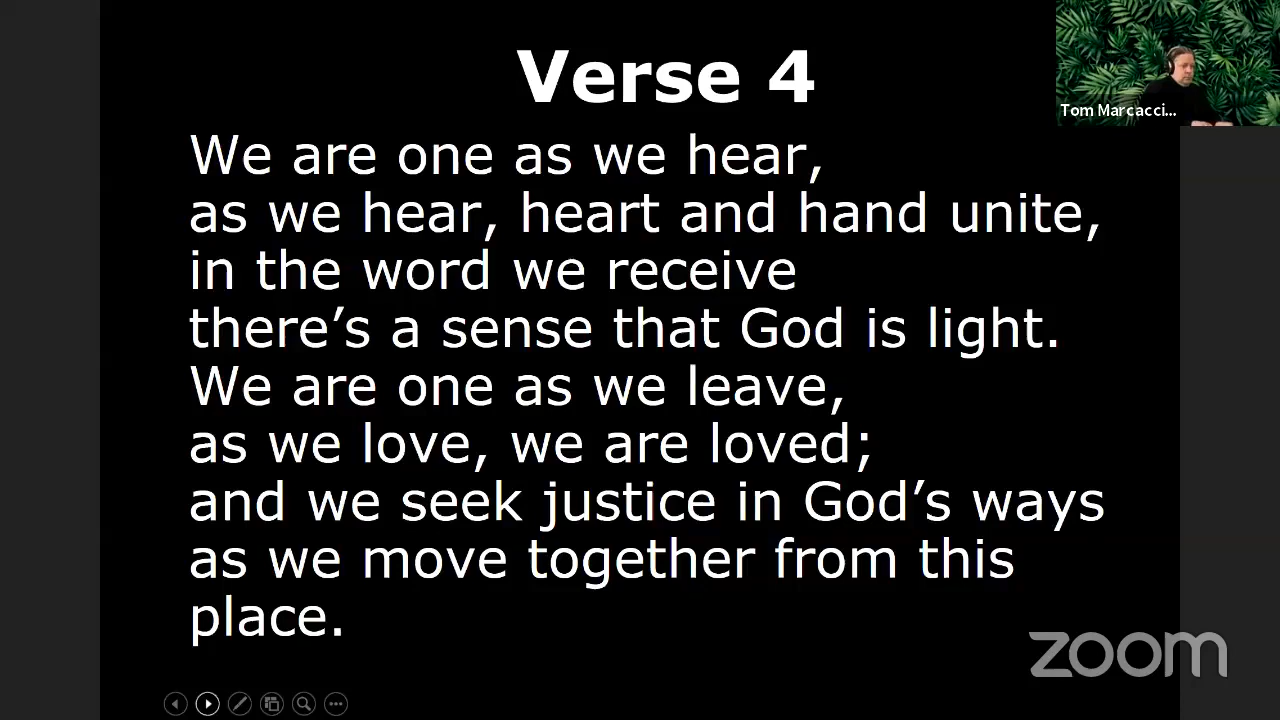 Verse 4
Tom Marcacci...
We are one as we hear,
as we hear, heart and hand unite,
in the word we receive
there’s a sense that God is light.
We are one as we leave,
as we love, we are loved;
and we seek justice in God’s ways
as we move together from this
place.
zoom